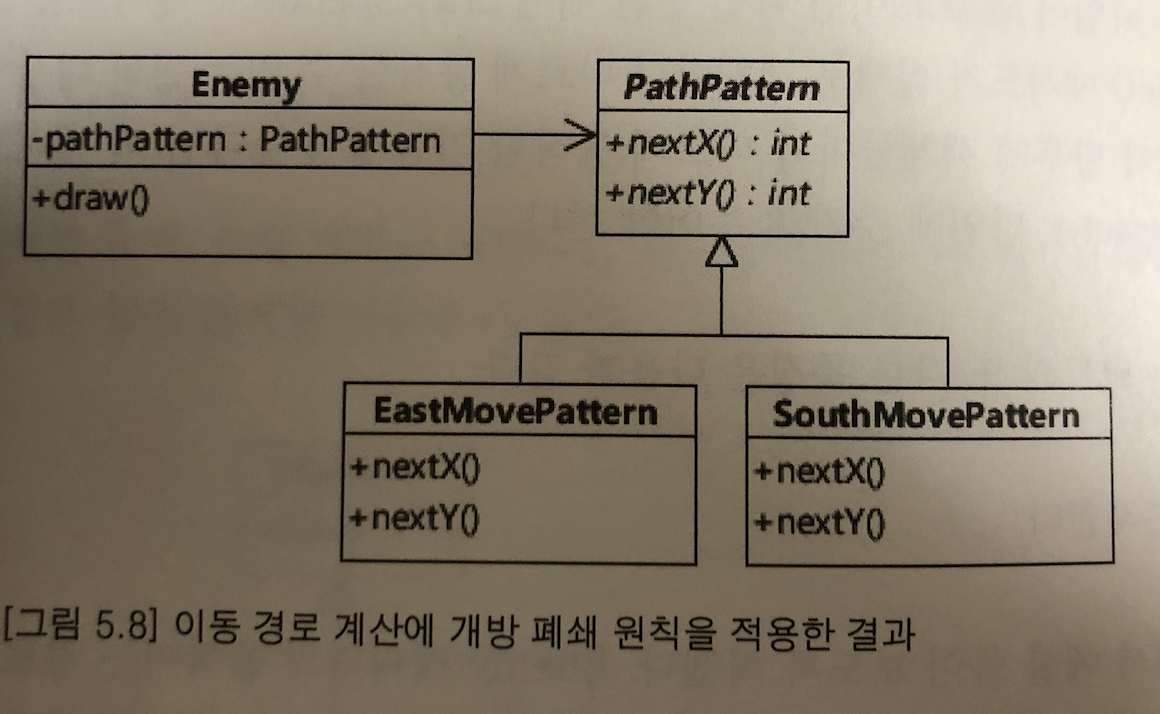 Enemy
-pathPattern : PathPattern
+draw()
PathPattern
+nextX() : int
+nextY() : int
EastMovePattern
+nextX()
+nextY()
SouthMovePattern
+nextX()
+nextY()
[그림 5.8] 이동 경로 계산에 개방 폐쇄 원칙을 적용한 결과